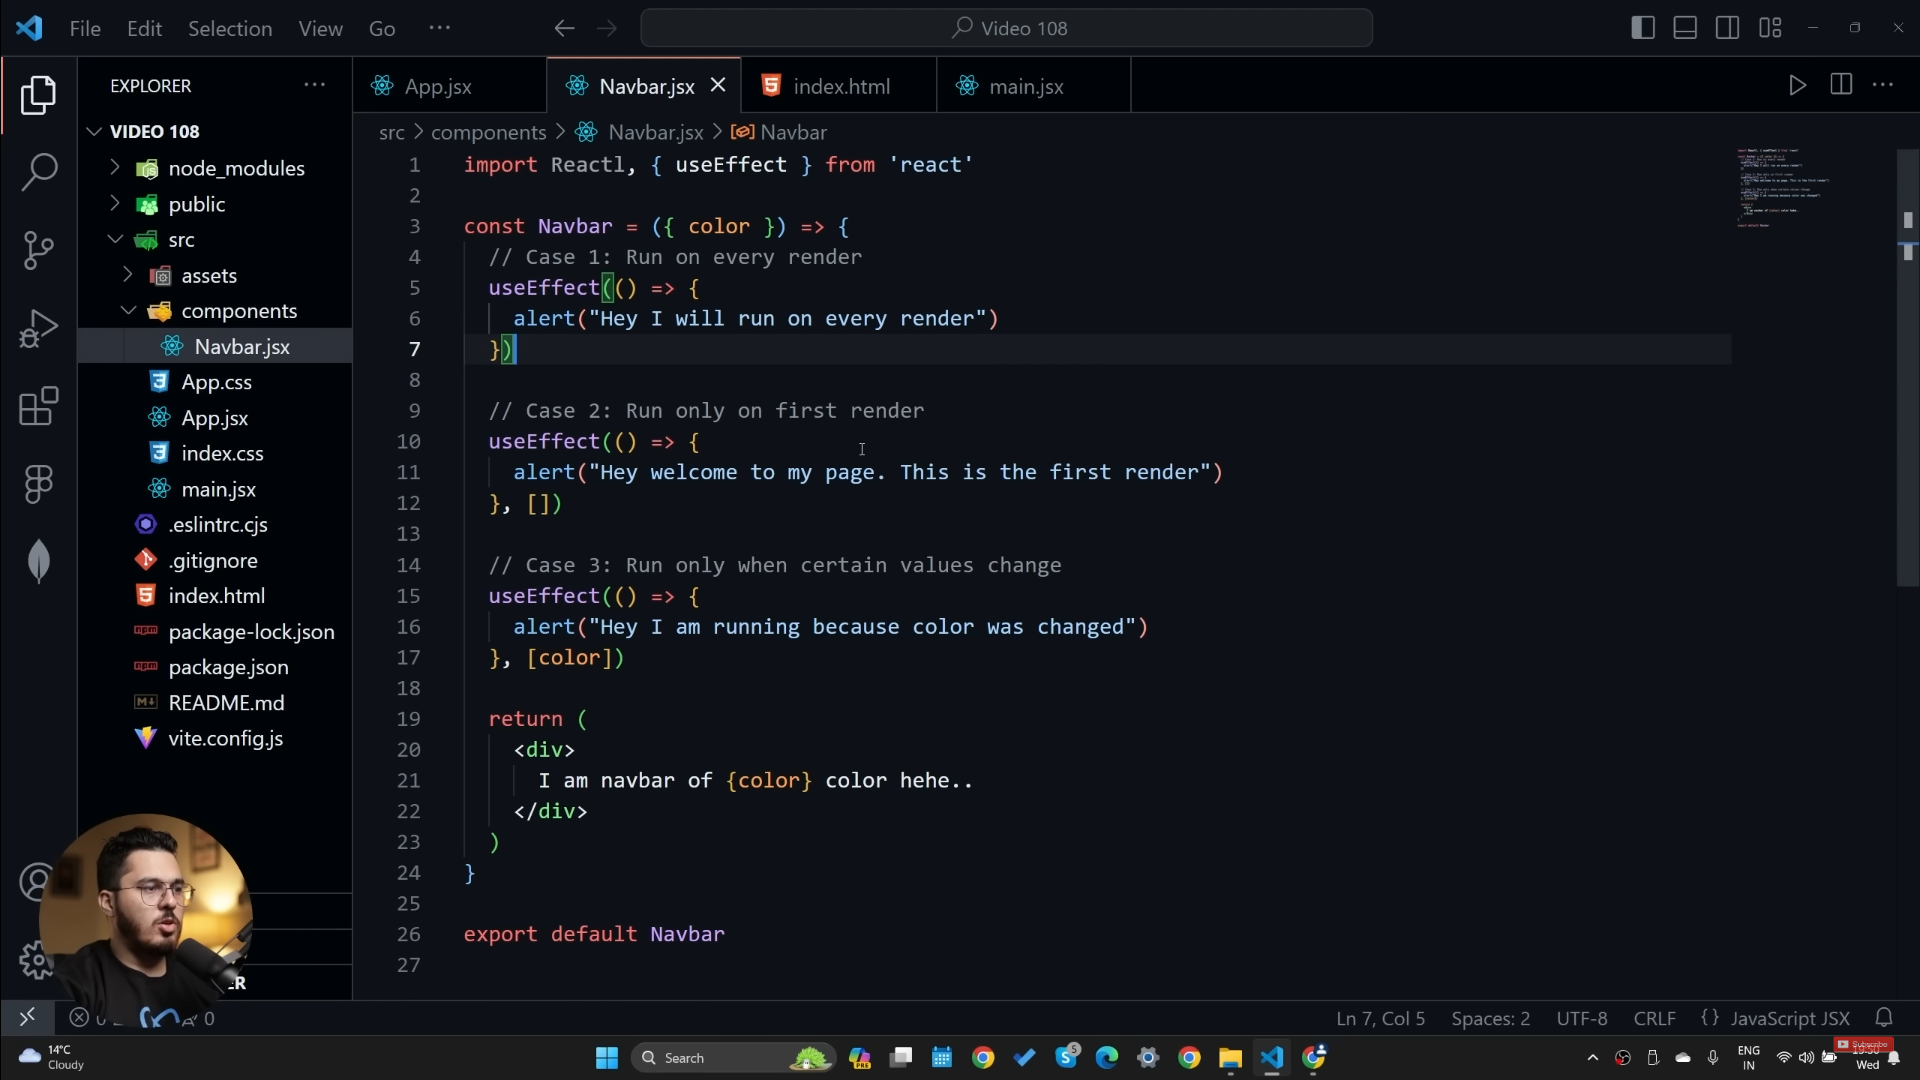 File Edit Selection View Go ··· Video 108
EXPLORER ···
VIDEO 108
node_modules
public
src
assets
components
Navbar.jsx
App.css
App.jsx
index.css
main.jsx
.eslintrc.cjs
.gitignore
index.html
package-lock.json
package.json
README.md
vite.config.js
App.jsx Navbar.jsx index.html main.jsx
src > components > Navbar.jsx > Navbar
1 import Reactl, { useEffect } from 'react'
2
3 const Navbar = ({ color }) => {
4 // Case 1: Run on every render
5 useEffect(() => {
6 alert("Hey I will run on every render")
7 })
8
9 // Case 2: Run only on first render
10 useEffect(() => {
11 alert("Hey welcome to my page. This is the first render")
12 }, [])
13
14 // Case 3: Run only when certain values change
15 useEffect(() => {
16 alert("Hey I am running because color was changed")
17 }, [color])
18
19 return (
20 <div>
21 I am navbar of {color} color hehe..
22 </div>
23 )
24 }
25
26 export default Navbar
27
Ln 7, Col 5 Spaces: 2 UTF-8 CRLF {} JavaScript JSX
14°C
Cloudy
Search
PRE
5
ENG
IN
Subscribe
Wed